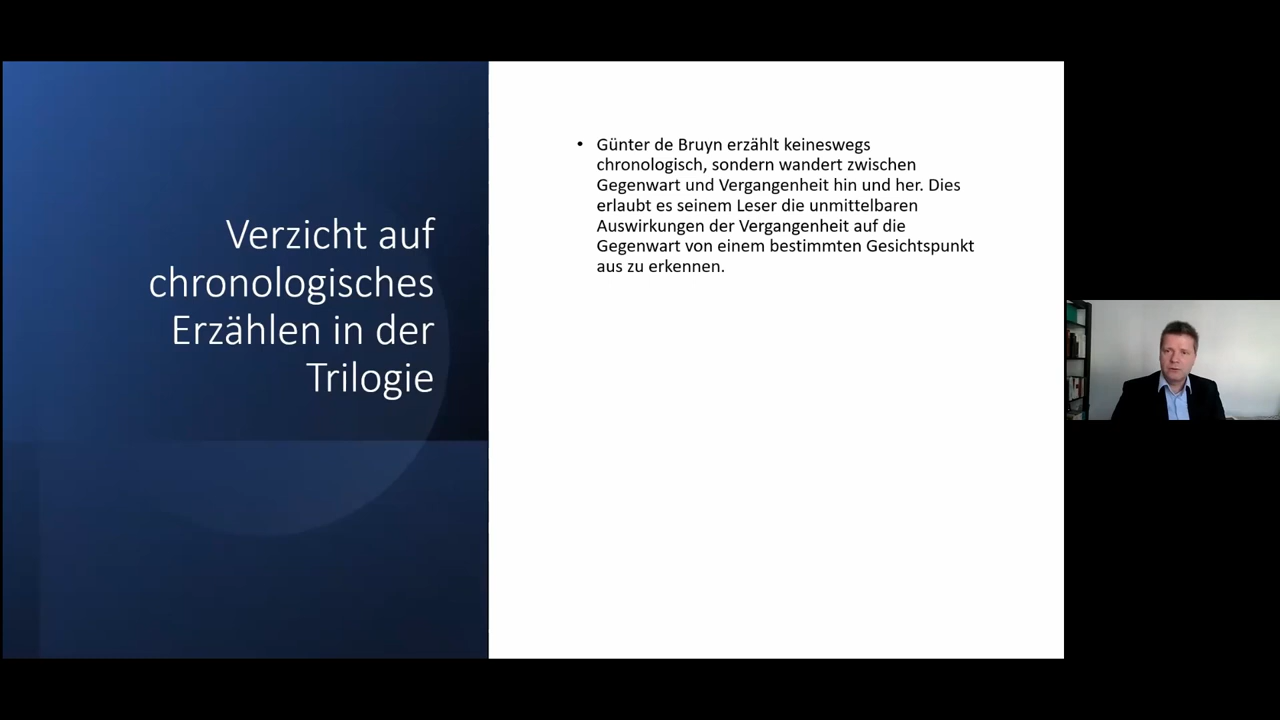 Verzicht auf
chronologisches
Erzählen in der
Trilogie
• Günter de Bruyn erzählt keineswegs
chronologisch, sondern wandert zwischen
Gegenwart und Vergangenheit hin und her. Dies
erlaubt es seinem Leser die unmittelbaren
Auswirkungen der Vergangenheit auf die
Gegenwart von einem bestimmten Gesichtspunkt
aus zu erkennen.